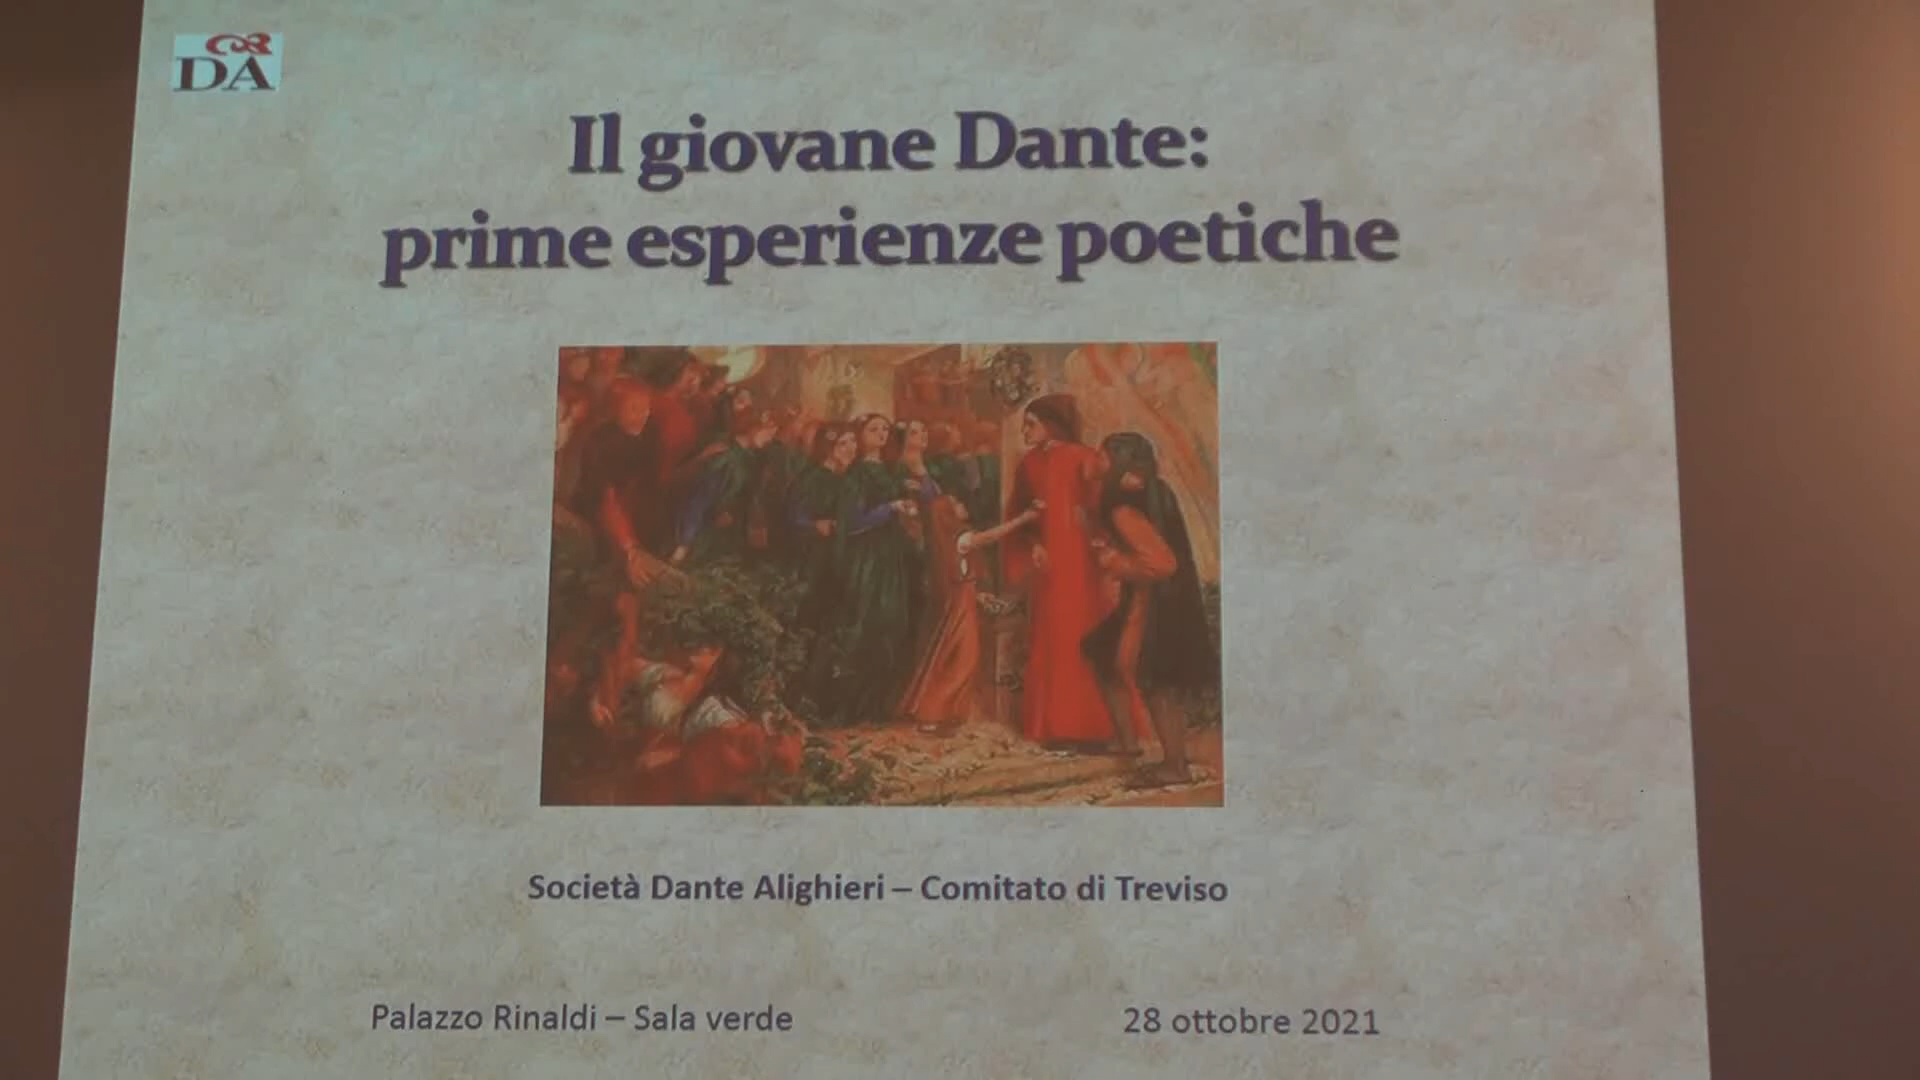 DA
Il giovane Dante:
prime esperienze poetiche
Società Dante Alighieri – Comitato di Treviso
Palazzo Rinaldi – Sala verde
28 ottobre 2021